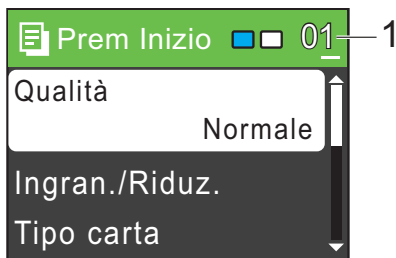 Prem Inizio 01 1
Qualità
Normale
Ingran./Riduz.
Tipo carta